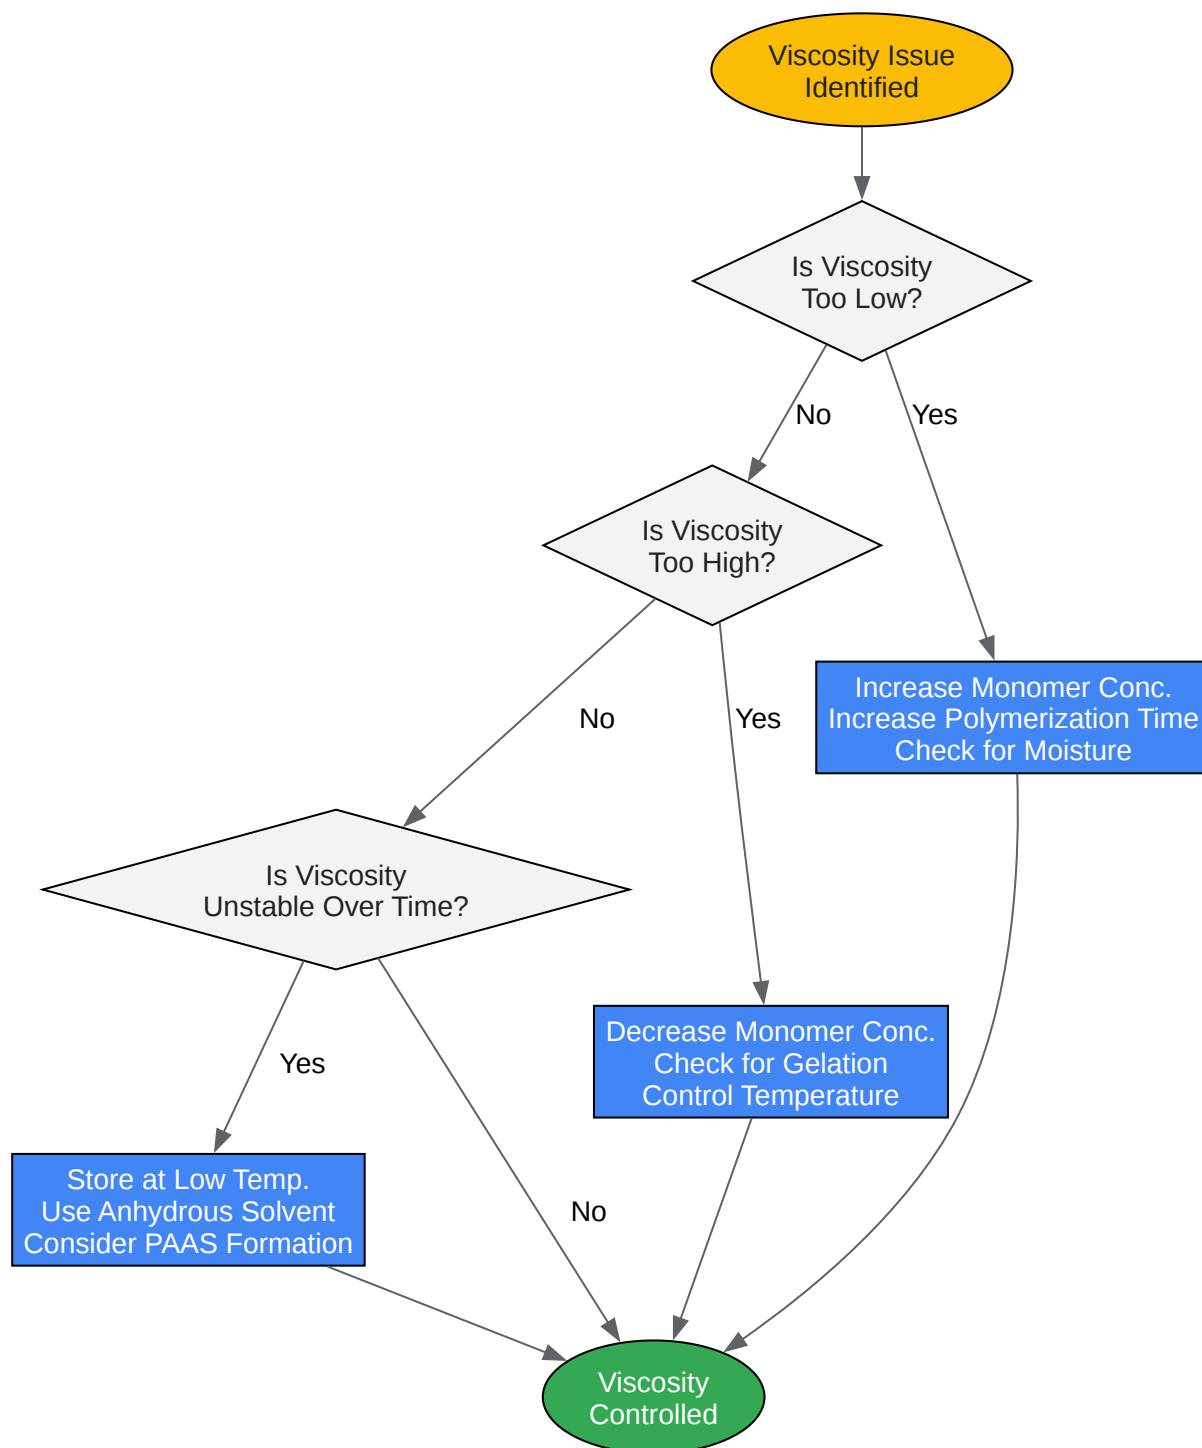 Viscosity Issue
Identified
Is Viscosity
Too Low?
No
Yes
Is Viscosity
Too High?
No
Yes
Increase Monomer Conc.
Increase Polymerization Time
Check for Moisture
Is Viscosity
Unstable Over Time?
Yes
No
Decrease Monomer Conc.
Check for Gelation
Control Temperature
Store at Low Temp.
Use Anhydrous Solvent
Consider PAAS Formation
Viscosity
Controlled